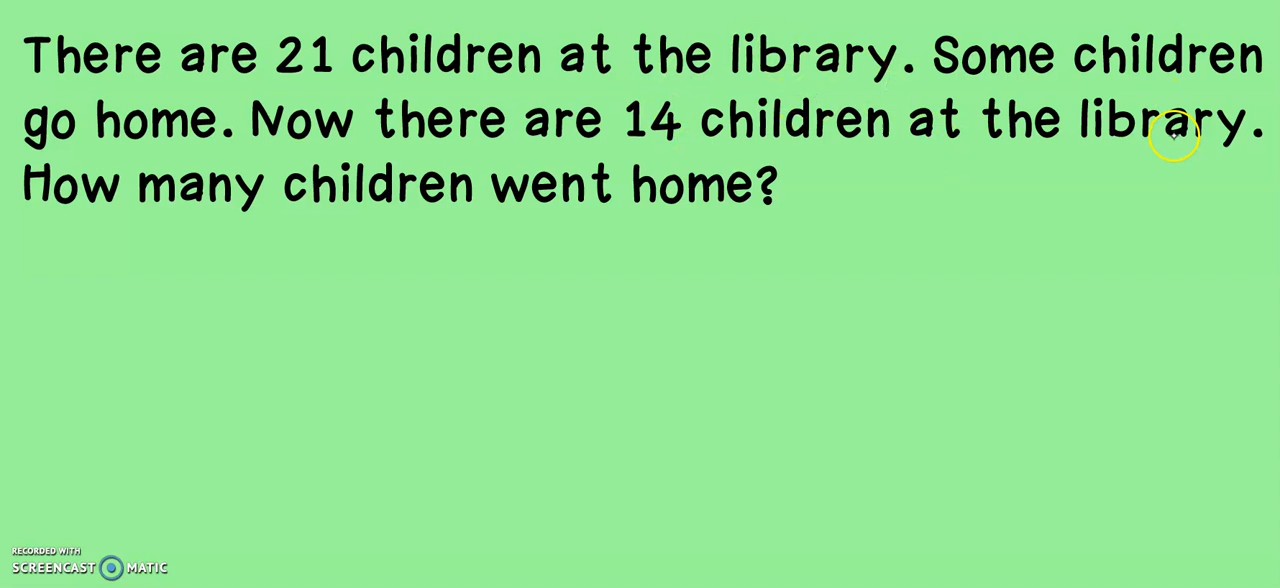 There are 21 children at the library. Some children
go home. Now there are 14 children at the library.
How many children went home?
RECORDED WITH
SCREENCAST MATIC